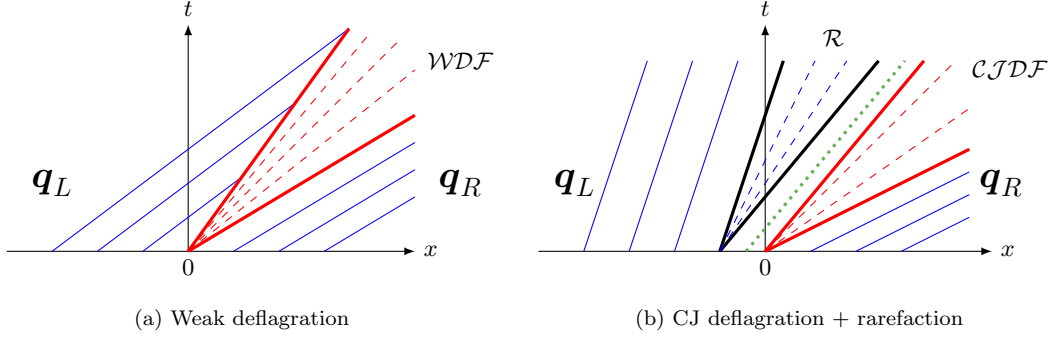 t
𝒲𝒟ℱ
q_L
q_R
x
0
(a) Weak deflagration
t
ℛ
𝒞𝒥𝒟ℱ
q_L
q_R
x
0
(b) CJ deflagration + rarefaction